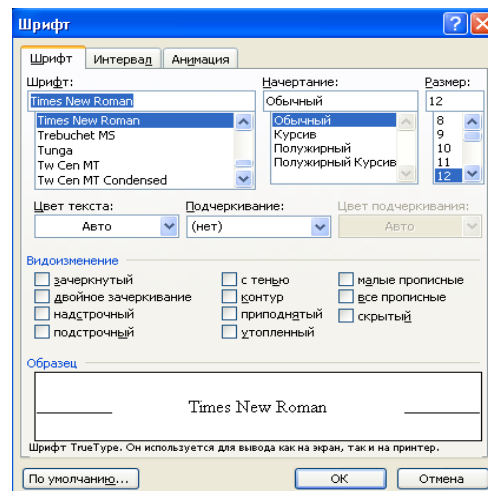 Шрифт
Шрифт Интервал Анимация
Шрифт: Начертание: Размер:
Times New Roman Обычный 12
Times New Roman Обычный 8
Trebuchet MS Курсив 9
Tunga Полужирный 10
Tw Cen MT Полужирный Курсив 11
Tw Cen MT Condensed 12
Цвет текста: Подчеркивание: Цвет подчеркивания:
Авто (нет) Авто
Видоизменение
зачеркнутый с тенью малые прописные
двойное зачеркивание контур все прописные
надстрочный приподнятый скрытый
подстрочный утопленный
Образец
Times New Roman
Шрифт TrueType. Он используется для вывода как на экран, так и на принтер.
По умолчанию... ОК Отмена